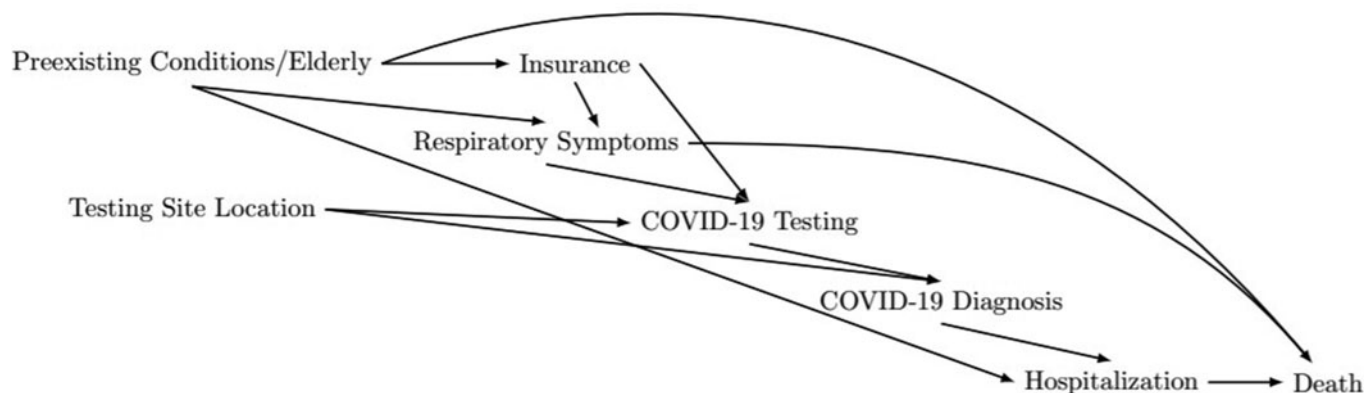 Preexisting Conditions/Elderly
Insurance
Respiratory Symptoms
Testing Site Location
COVID-19 Testing
COVID-19 Diagnosis
Hospitalization
Death